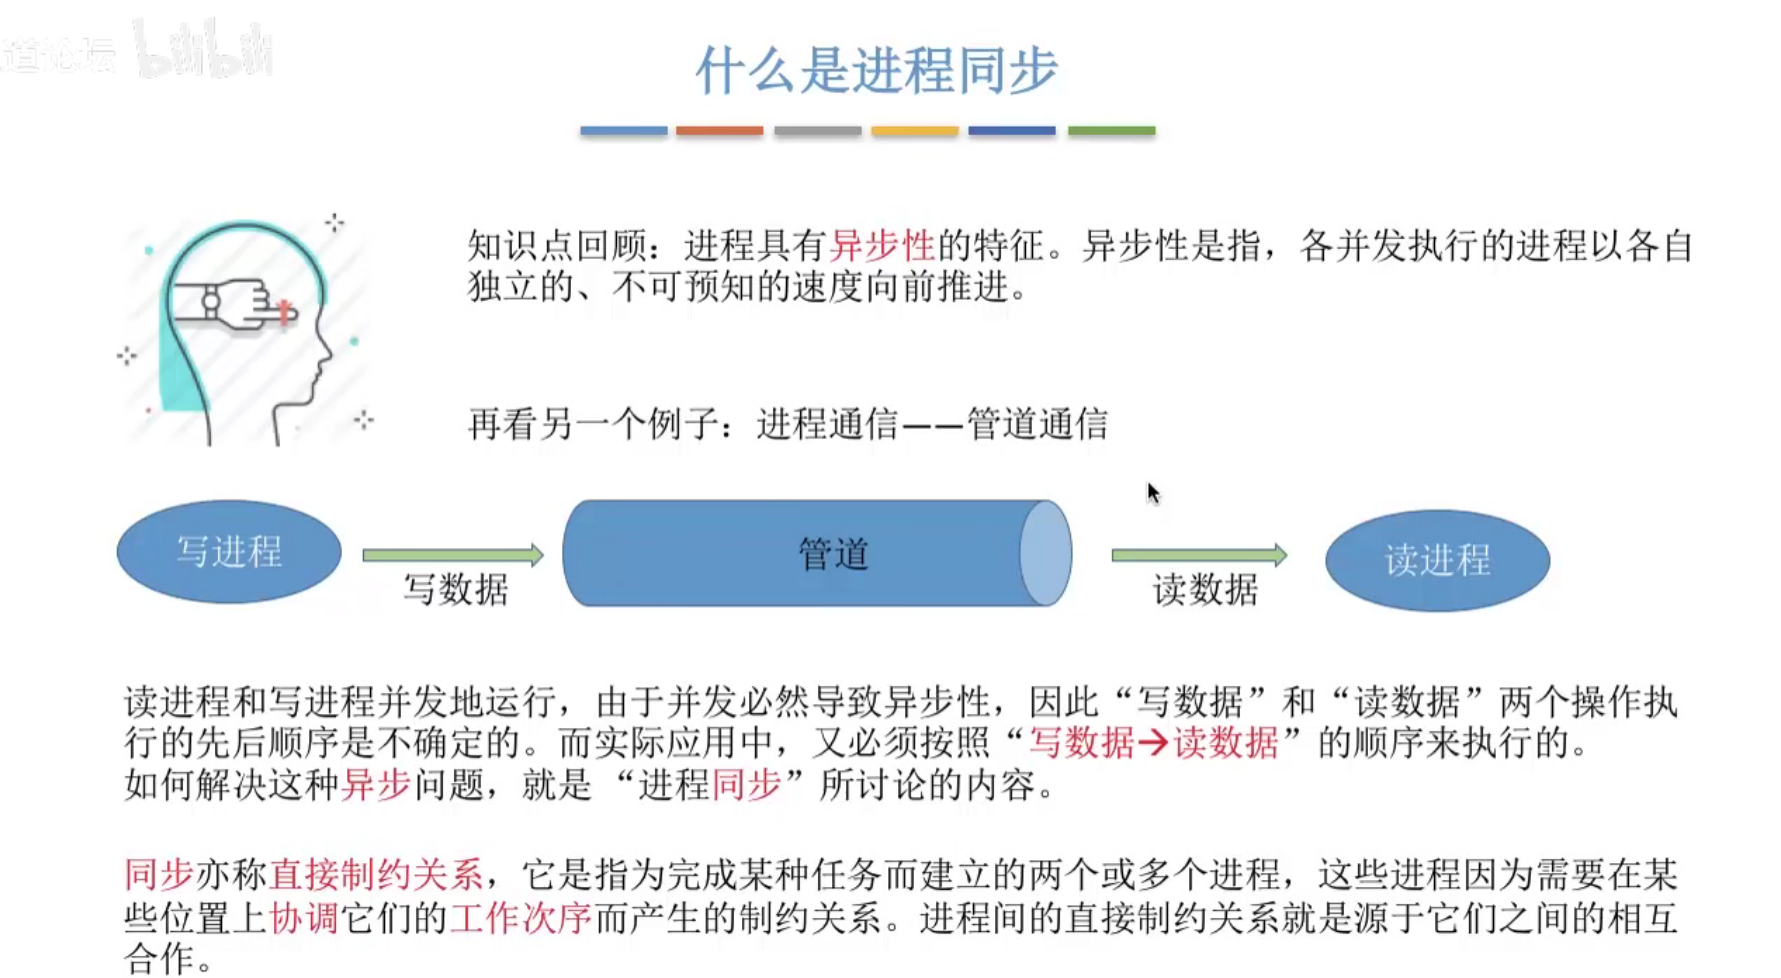 道论坛 bilibili
什么是进程同步
知识点回顾：进程具有异步性的特征。异步性是指，各并发执行的进程以各自
独立的、不可预知的速度向前推进。
再看另一个例子：进程通信——管道通信
写进程
写数据
管道
读数据
读进程
读进程和写进程并发地运行，由于并发必然导致异步性，因此“写数据”和“读数据”两个操作执
行的先后顺序是不确定的。而实际应用中，又必须按照“写数据→读数据”的顺序来执行的。
如何解决这种异步问题，就是 “进程同步”所讨论的内容。
同步亦称直接制约关系，它是指为完成某种任务而建立的两个或多个进程，这些进程因为需要在某
些位置上协调它们的工作次序而产生的制约关系。进程间的直接制约关系就是源于它们之间的相互
合作。